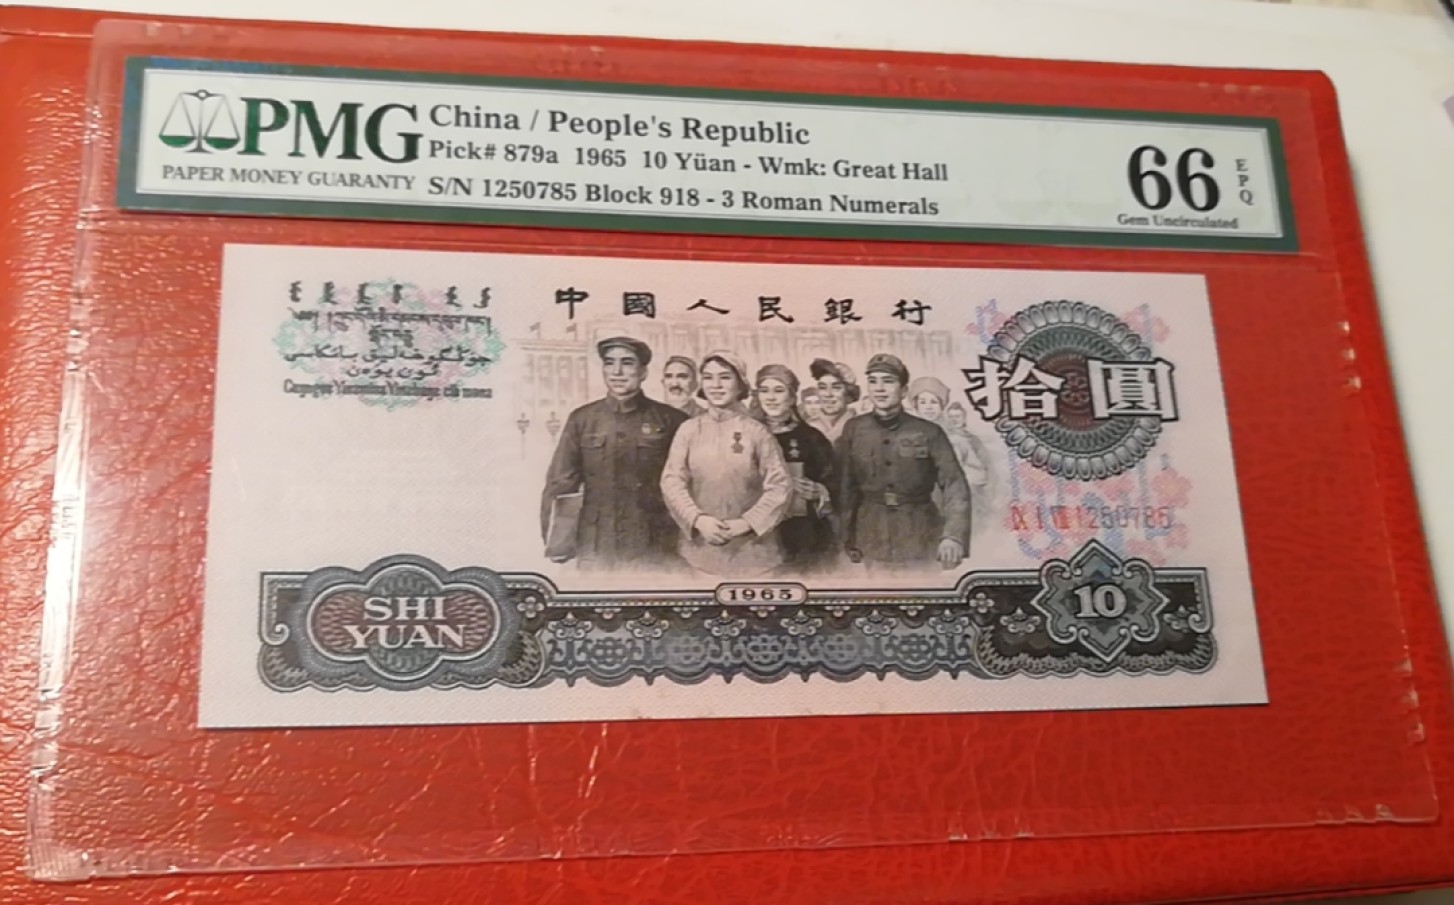 PMG
PAPER MONEY GUARANTY
China / People's Republic
Pick# 879a 1965 10 Yüan - Wmk: Great Hall
S/N 1250785 Block 918 - 3 Roman Numerals
66
EPQ
Gem Uncirculated
中國人民銀行
拾圓
IX I VIII 1250785
1965
SHI
YUAN
10